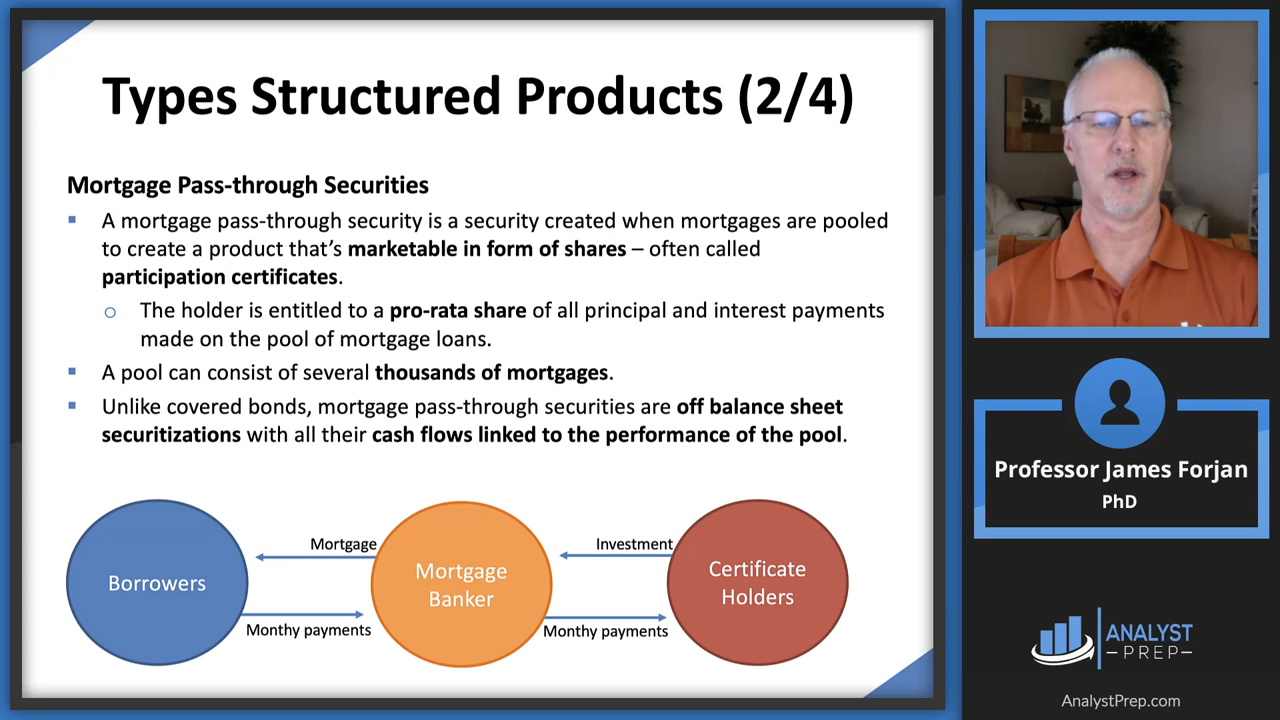 Types Structured Products (2/4)
Mortgage Pass-through Securities
A mortgage pass-through security is a security created when mortgages are pooled
to create a product that's marketable in form of shares – often called
participation certificates.
The holder is entitled to a pro-rata share of all principal and interest payments
made on the pool of mortgage loans.
A pool can consist of several thousands of mortgages.
Unlike covered bonds, mortgage pass-through securities are off balance sheet
securitizations with all their cash flows linked to the performance of the pool.
Borrowers
Mortgage
Monthy payments
Mortgage
Banker
Investment
Monthy payments
Certificate
Holders
Professor James Forjan
PhD
ANALYST
PREP
AnalystPrep.com